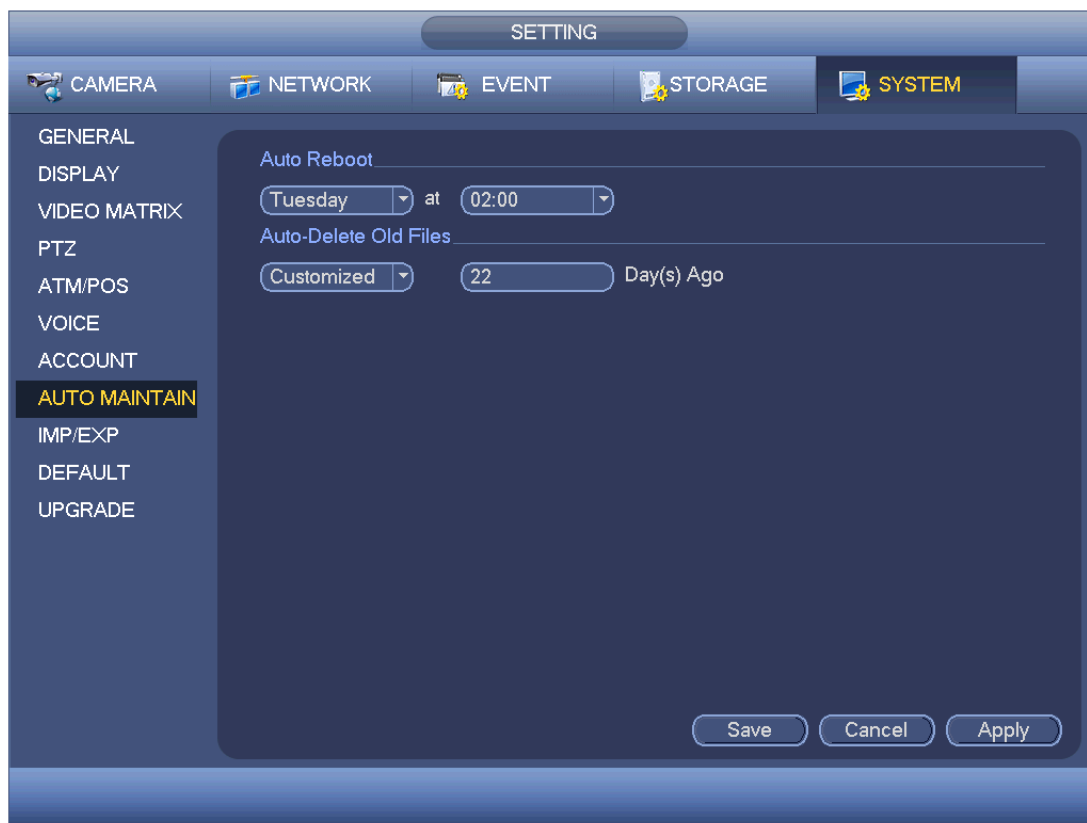 SETTING
CAMERA NETWORK EVENT STORAGE SYSTEM
GENERAL
DISPLAY
VIDEO MATRIX
PTZ
ATM/POS
VOICE
ACCOUNT
AUTO MAINTAIN
IMP/EXP
DEFAULT
UPGRADE
Auto Reboot
Tuesday at 02:00
Auto-Delete Old Files
Customized 22 Day(s) Ago
Save Cancel Apply